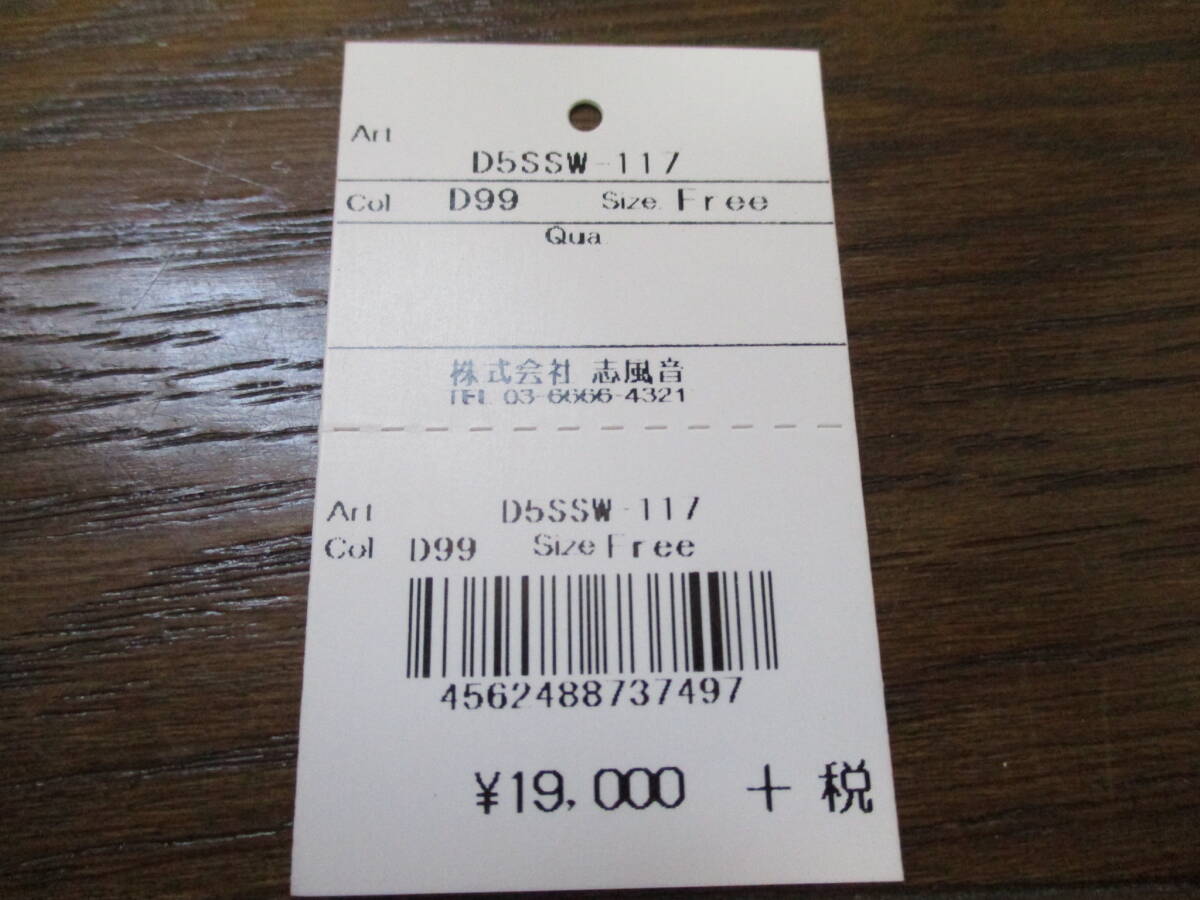 Art
D5SSW-117
Col D99 Size. Free
Qua
株式会社 志風音
TEL 03-6666-4321
Art D5SSW-117
Col D99 Size Free
4562488737497
¥19,000 + 税